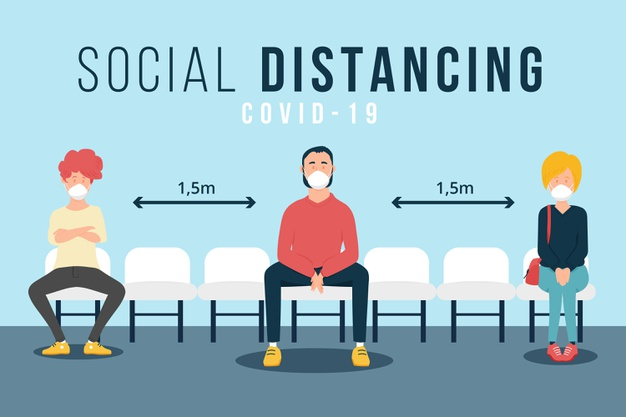 SOCIAL DISTANCING
COVID-19
1,5m
1,5m